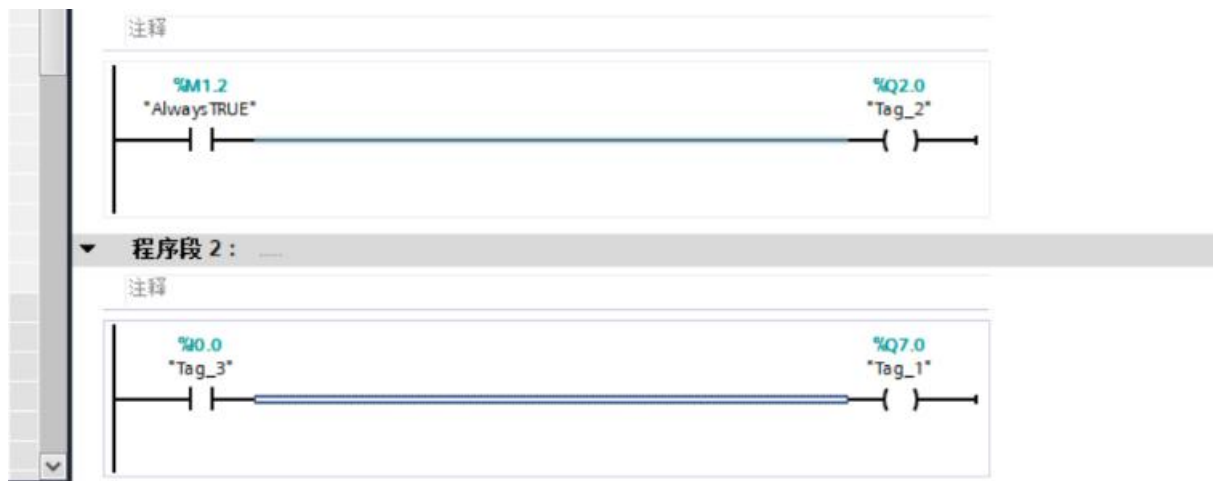 注释
%M1.2 %Q2.0
"AlwaysTRUE" "Tag_2"
程序段 2： .....
注释
%I0.0 %Q7.0
"Tag_3" "Tag_1"